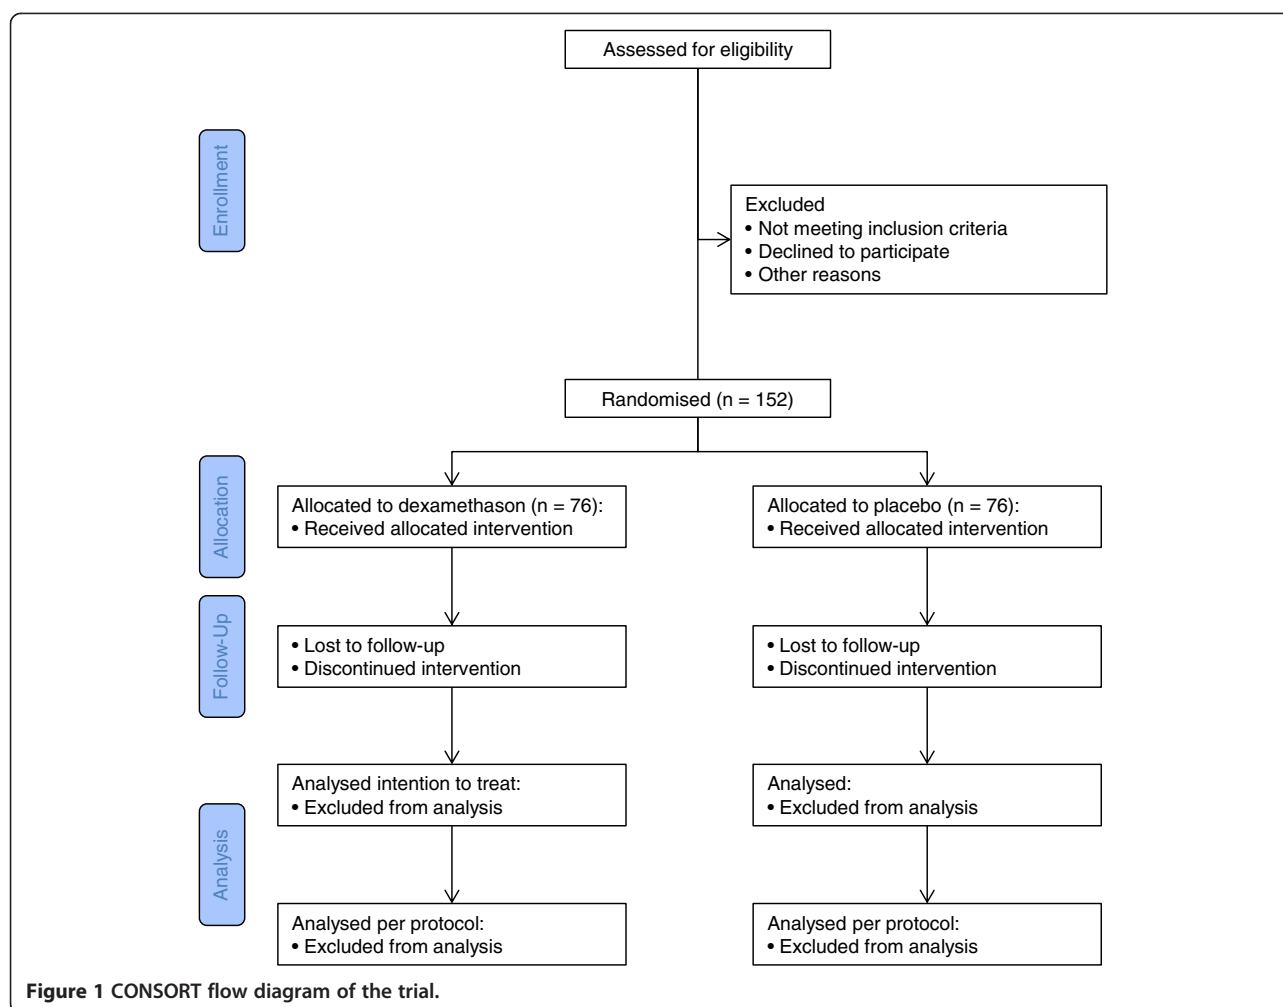 Assessed for eligibility
Enrollment
Excluded
• Not meeting inclusion criteria
• Declined to participate
• Other reasons
Randomised (n = 152)
Allocation
Allocated to dexamethason (n = 76):
• Received allocated intervention
Allocated to placebo (n = 76):
• Received allocated intervention
Follow-Up
• Lost to follow-up
• Discontinued intervention
• Lost to follow-up
• Discontinued intervention
Analysis
Analysed intention to treat:
• Excluded from analysis
Analysed:
• Excluded from analysis
Analysed per protocol:
• Excluded from analysis
Analysed per protocol:
• Excluded from analysis
Figure 1 CONSORT flow diagram of the trial.